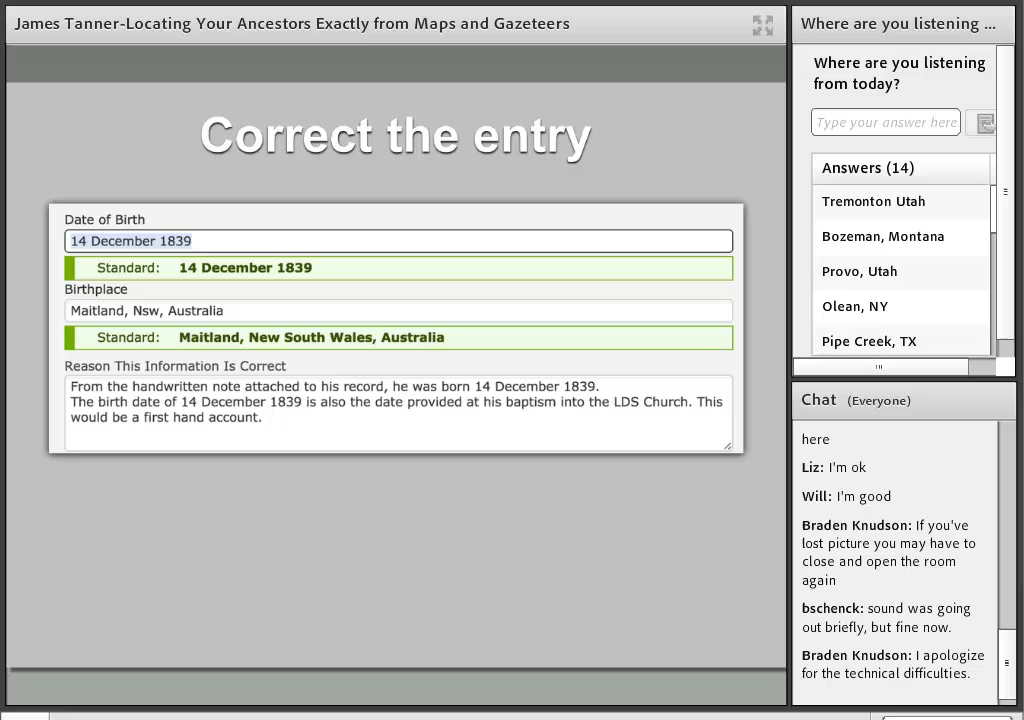 James Tanner-Locating Your Ancestors Exactly from Maps and Gazeteers
Correct the entry
Date of Birth
14 December 1839
Standard: 14 December 1839
Birthplace
Maitland, Nsw, Australia
Standard: Maitland, New South Wales, Australia
Reason This Information Is Correct
From the handwritten note attached to his record, he was born 14 December 1839.
The birth date of 14 December 1839 is also the date provided at his baptism into the LDS Church. This
would be a first hand account.
Where are you listening ...
Where are you listening
from today?
Type your answer here
Answers (14)
Tremonton Utah
Bozeman, Montana
Provo, Utah
Olean, NY
Pipe Creek, TX
Chat (Everyone)
here
Liz: I'm ok
Will: I'm good
Braden Knudson: If you've
lost picture you may have to
close and open the room
again
bschenck: sound was going
out briefly, but fine now.
Braden Knudson: I apologize
for the technical difficulties.